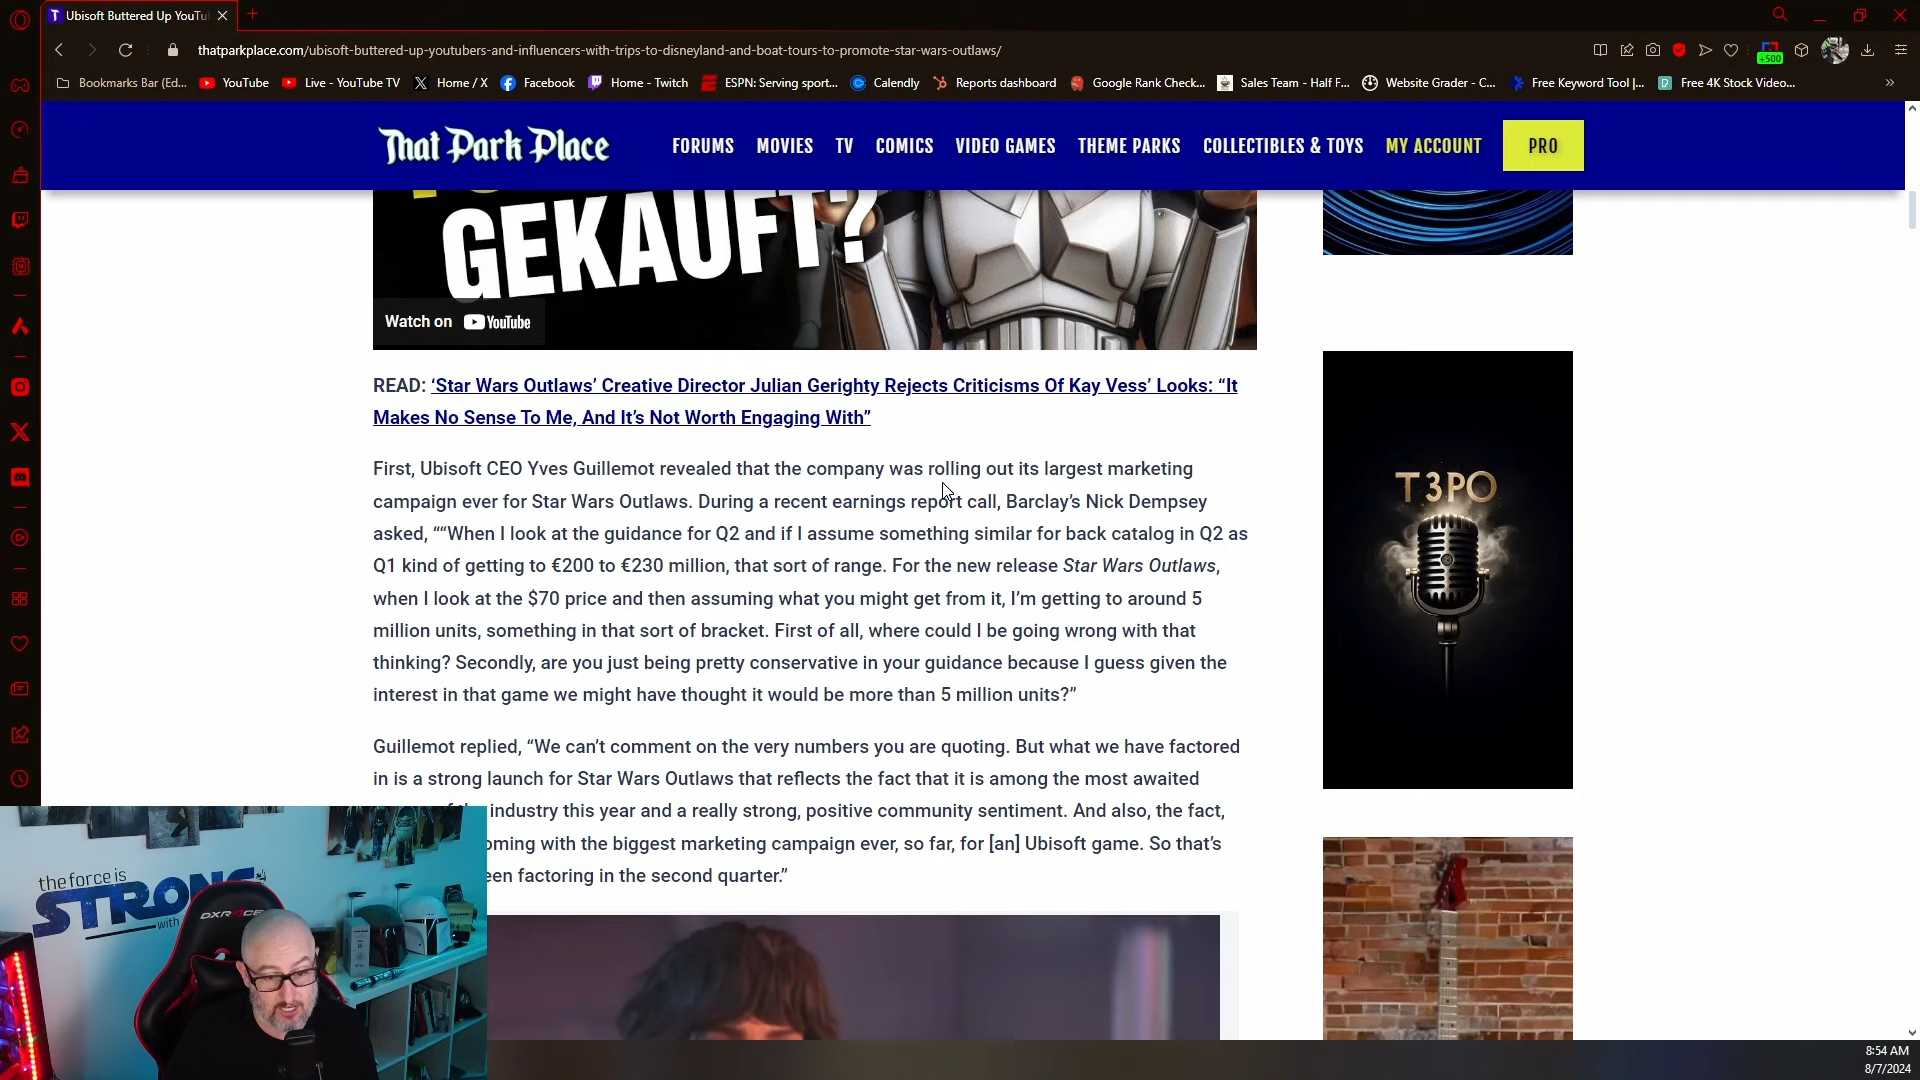 Ubisoft Buttered Up YouTu
thatparkplace.com/ubisoft-buttered-up-youtubers-and-influencers-with-trips-to-disneyland-and-boat-tours-to-promote-star-wars-outlaws/
+500
Bookmarks Bar (Ed...
YouTube
Live - YouTube TV
Home / X
Facebook
Home - Twitch
ESPN: Serving sport...
Calendly
Reports dashboard
Google Rank Check...
Sales Team - Half F...
Website Grader - C...
Free Keyword Tool |...
Free 4K Stock Video...
That Park Place
FORUMS MOVIES TV COMICS VIDEO GAMES THEME PARKS COLLECTIBLES & TOYS MY ACCOUNT PRO
GEKAUFT?
Watch on YouTube
READ: ‘Star Wars Outlaws’ Creative Director Julian Gerighty Rejects Criticisms Of Kay Vess’ Looks: “It
Makes No Sense To Me, And It’s Not Worth Engaging With”
First, Ubisoft CEO Yves Guillemot revealed that the company was rolling out its largest marketing
campaign ever for Star Wars Outlaws. During a recent earnings report call, Barclay’s Nick Dempsey
asked, ““When I look at the guidance for Q2 and if I assume something similar for back catalog in Q2 as
Q1 kind of getting to €200 to €230 million, that sort of range. For the new release Star Wars Outlaws,
when I look at the $70 price and then assuming what you might get from it, I’m getting to around 5
million units, something in that sort of bracket. First of all, where could I be going wrong with that
thinking? Secondly, are you just being pretty conservative in your guidance because I guess given the
interest in that game we might have thought it would be more than 5 million units?”
Guillemot replied, “We can’t comment on the very numbers you are quoting. But what we have factored
in is a strong launch for Star Wars Outlaws that reflects the fact that it is among the most awaited
industry this year and a really strong, positive community sentiment. And also, the fact,
oming with the biggest marketing campaign ever, so far, for [an] Ubisoft game. So that’s
een factoring in the second quarter.”
T3PO
the force is
STRONG
with
DXRACER
8:54 AM
8/7/2024